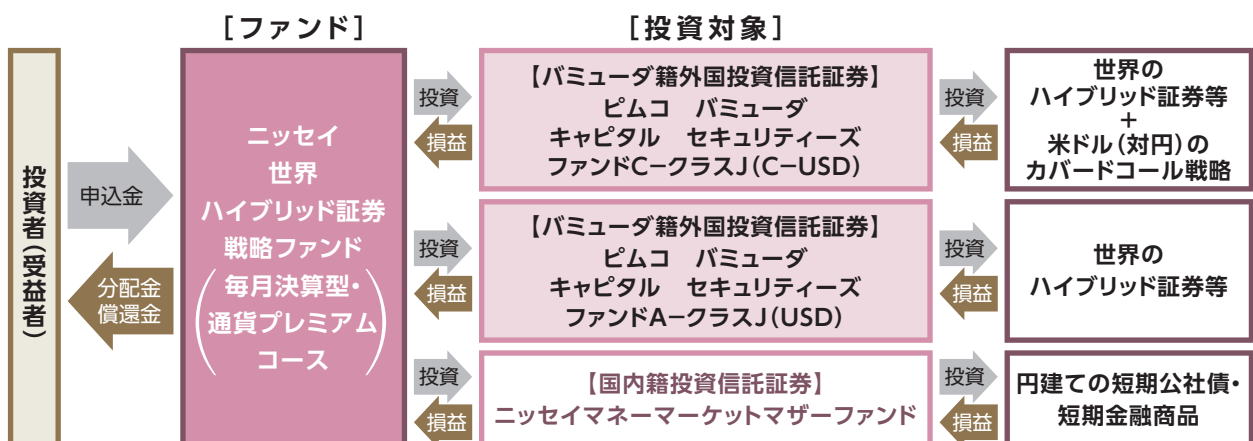 ［ファンド］
［投資対象］
投資者（受益者）
申込金
分配金
償還金
ニッセイ
世界
ハイブリッド証券
戦略ファンド
（毎月決算型・
通貨プレミアム
コース）
投資
損益
【バミューダ籍外国投資信託証券】
ピムコ　バミューダ
キャピタル　セキュリティーズ
ファンドC−クラスJ（C−USD）
投資
損益
世界の
ハイブリッド証券等
+
米ドル（対円）の
カバードコール戦略
投資
損益
【バミューダ籍外国投資信託証券】
ピムコ　バミューダ
キャピタル　セキュリティーズ
ファンドA−クラスJ（USD）
投資
損益
世界の
ハイブリッド証券等
投資
損益
【国内籍投資信託証券】
ニッセイマネーマーケットマザーファンド
投資
損益
円建ての短期公社債・
短期金融商品